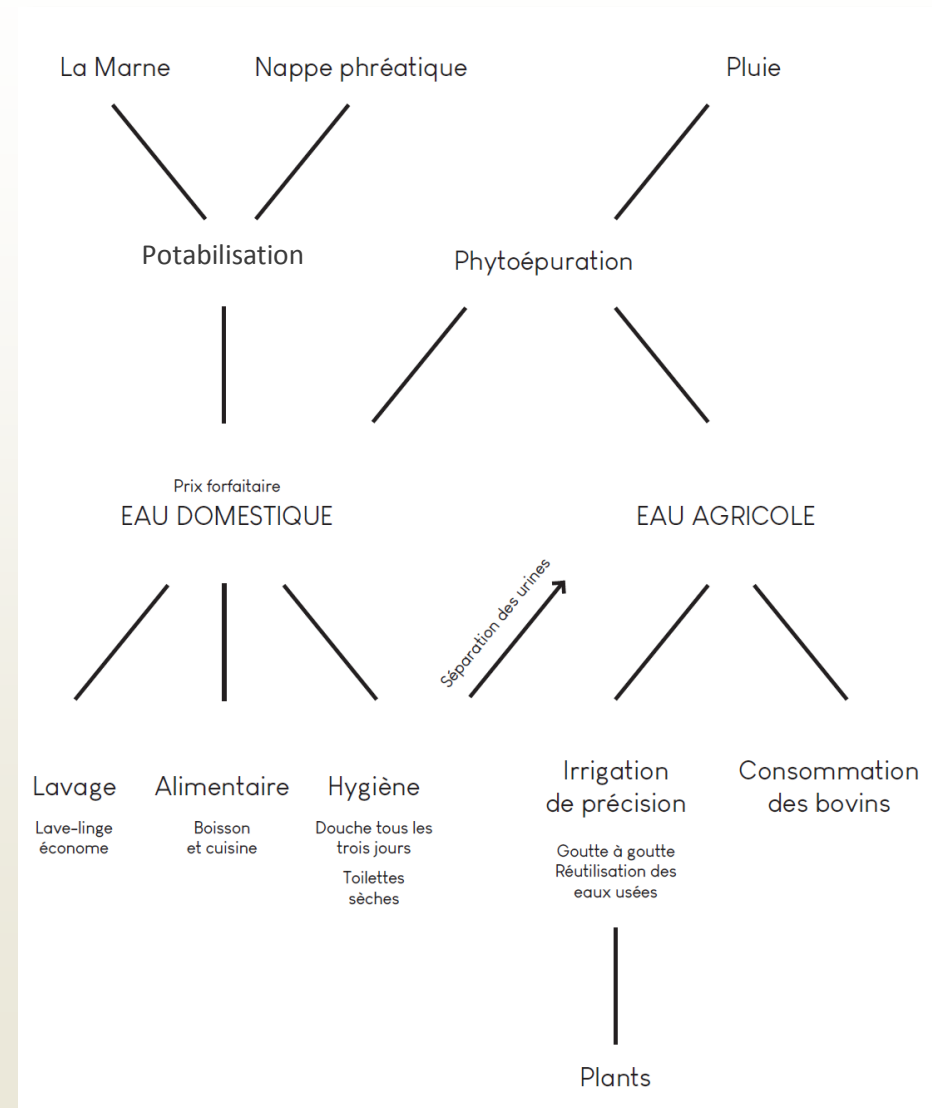 La Marne
Nappe phréatique
Pluie
Potabilisation
Phytoépuration
Prix forfaitaire
EAU DOMESTIQUE
EAU AGRICOLE
Séparation des urines
Lavage
Lave-linge
économe
Alimentaire
Boisson
et cuisine
Hygiène
Douche tous les
trois jours
Toilettes
sèches
Irrigation
de précision
Goutte à goutte
Réutilisation des
eaux usées
Consommation
des bovins
Plants